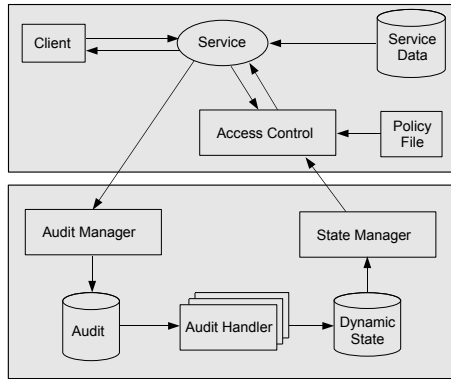 Client
Service
Service
Data
Access Control
Policy
File
Audit Manager
State Manager
Audit
Audit Handler
Dynamic
State